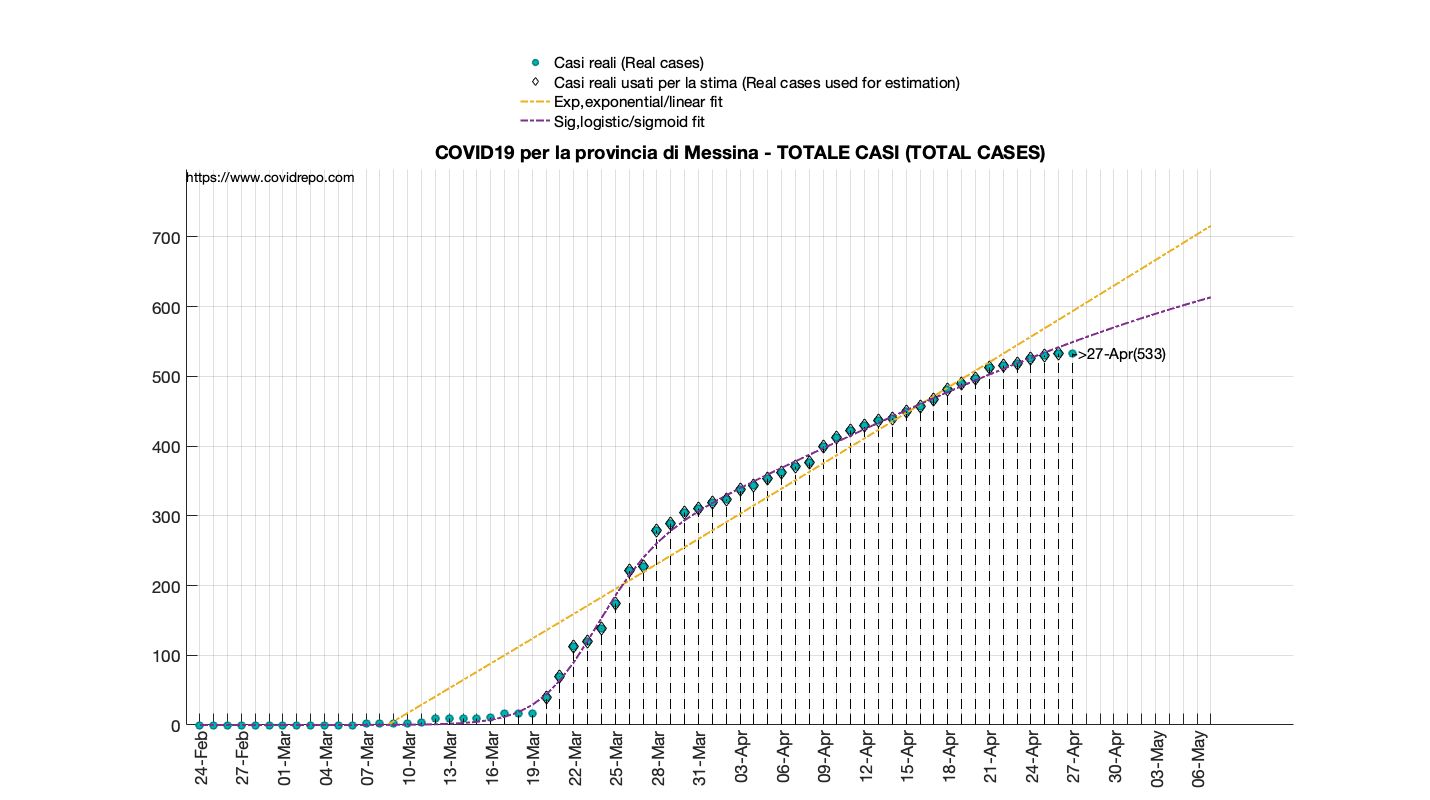 Casi reali (Real cases)
Casi reali usati per la stima (Real cases used for estimation)
Exp,exponential/linear fit
Sig,logistic/sigmoid fit
COVID19 per la provincia di Messina - TOTALE CASI (TOTAL CASES)
https://www.covidrepo.com
700
600
500
400
300
200
100
0
>27-Apr(533)
24-Feb
27-Feb
01-Mar
04-Mar
07-Mar
10-Mar
13-Mar
16-Mar
19-Mar
22-Mar
25-Mar
28-Mar
31-Mar
03-Apr
06-Apr
09-Apr
12-Apr
15-Apr
18-Apr
21-Apr
24-Apr
27-Apr
30-Apr
03-May
06-May